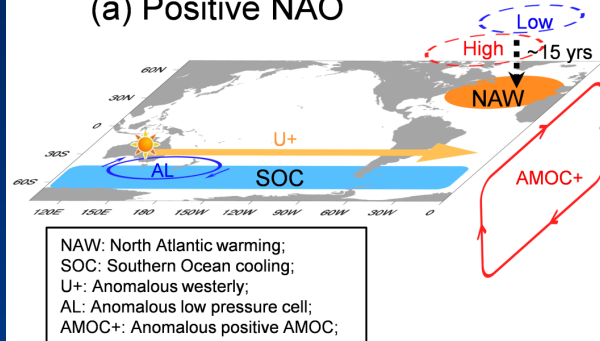 (a) Positive NAO
Low
High
~15 yrs
60N
30N
0
30S
60S
NAW
U+
AL
SOC
AMOC+
120E 150E 180 150W 120W 90W 60W 30W 0
NAW: North Atlantic warming;
SOC: Southern Ocean cooling;
U+: Anomalous westerly;
AL: Anomalous low pressure cell;
AMOC+: Anomalous positive AMOC;